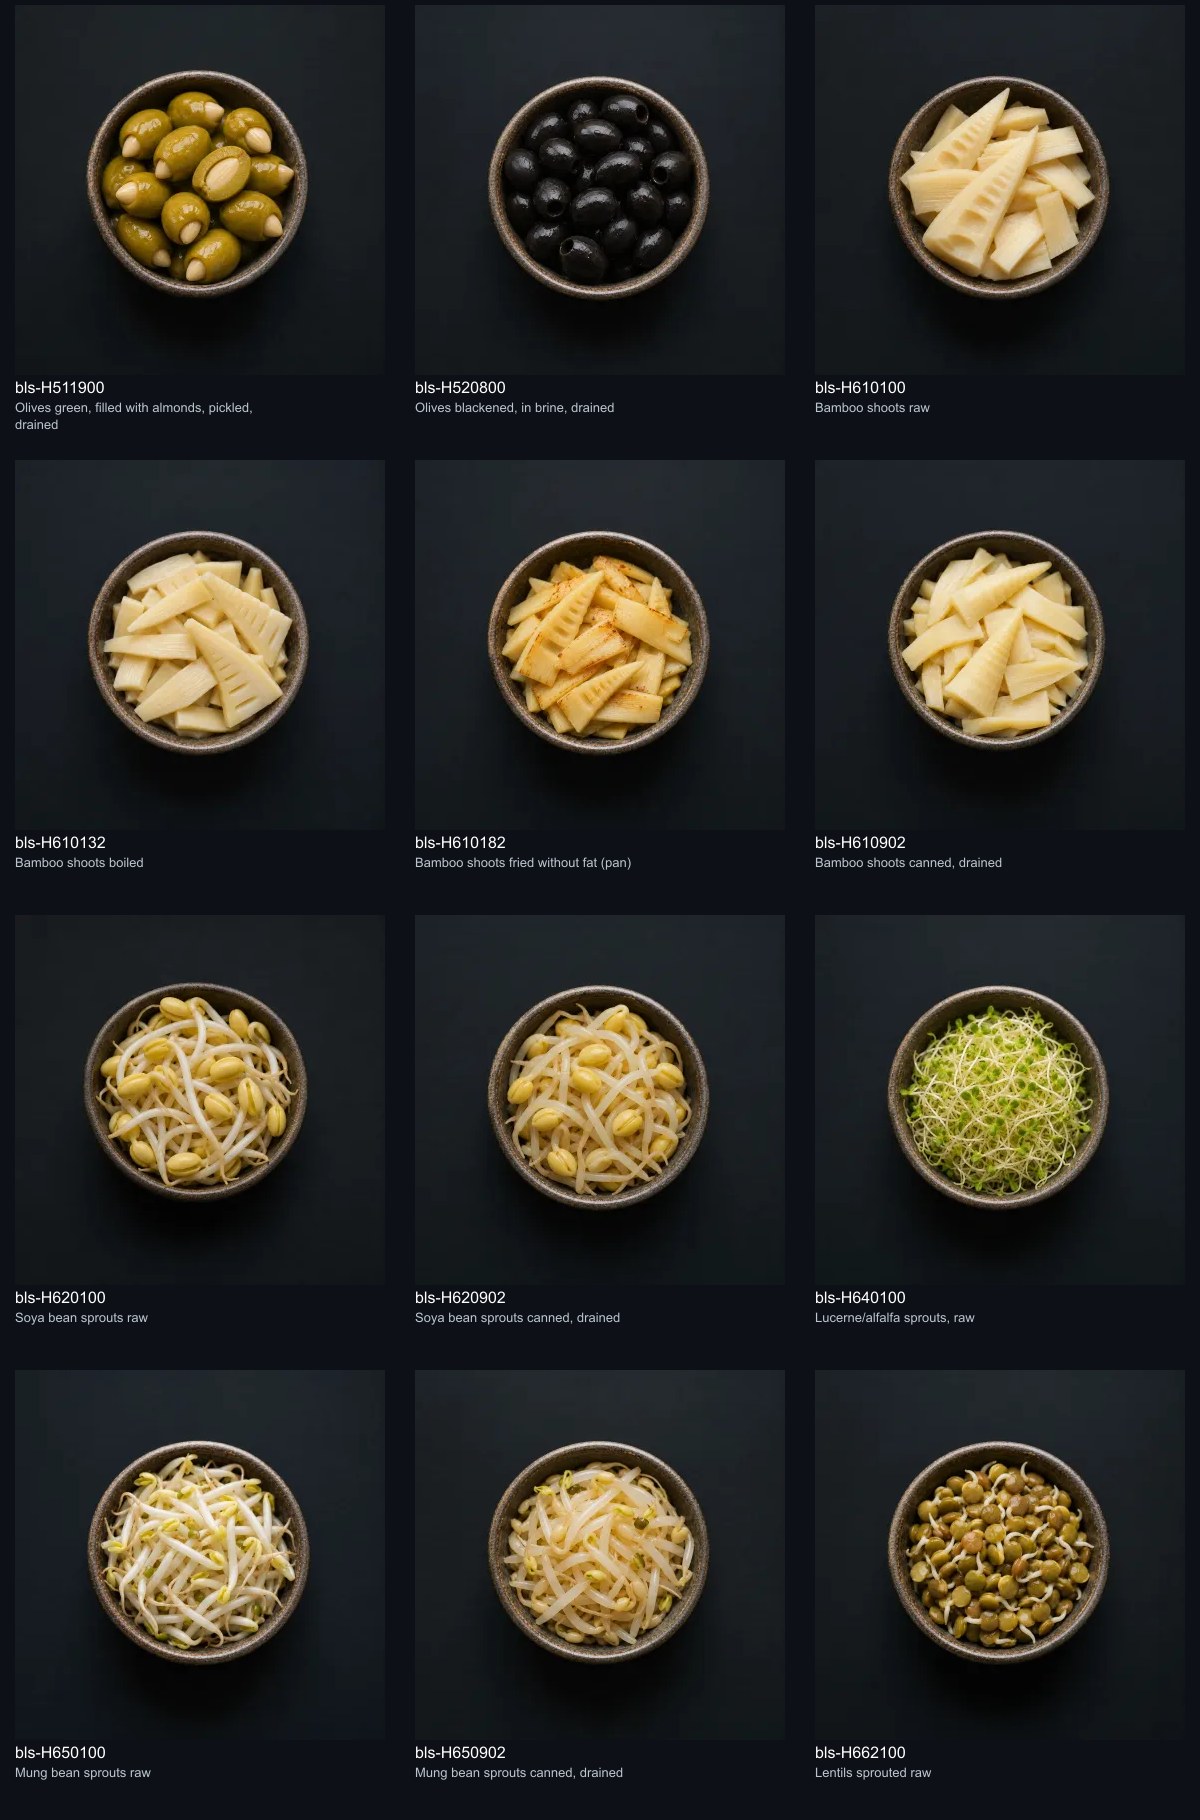 bls-H511900
Olives green, filled with almonds, pickled,
drained
bls-H520800
Olives blackened, in brine, drained
bls-H610100
Bamboo shoots raw
bls-H610132
Bamboo shoots boiled
bls-H610182
Bamboo shoots fried without fat (pan)
bls-H610902
Bamboo shoots canned, drained
bls-H620100
Soya bean sprouts raw
bls-H620902
Soya bean sprouts canned, drained
bls-H640100
Lucerne/alfalfa sprouts, raw
bls-H650100
Mung bean sprouts raw
bls-H650902
Mung bean sprouts canned, drained
bls-H662100
Lentils sprouted raw